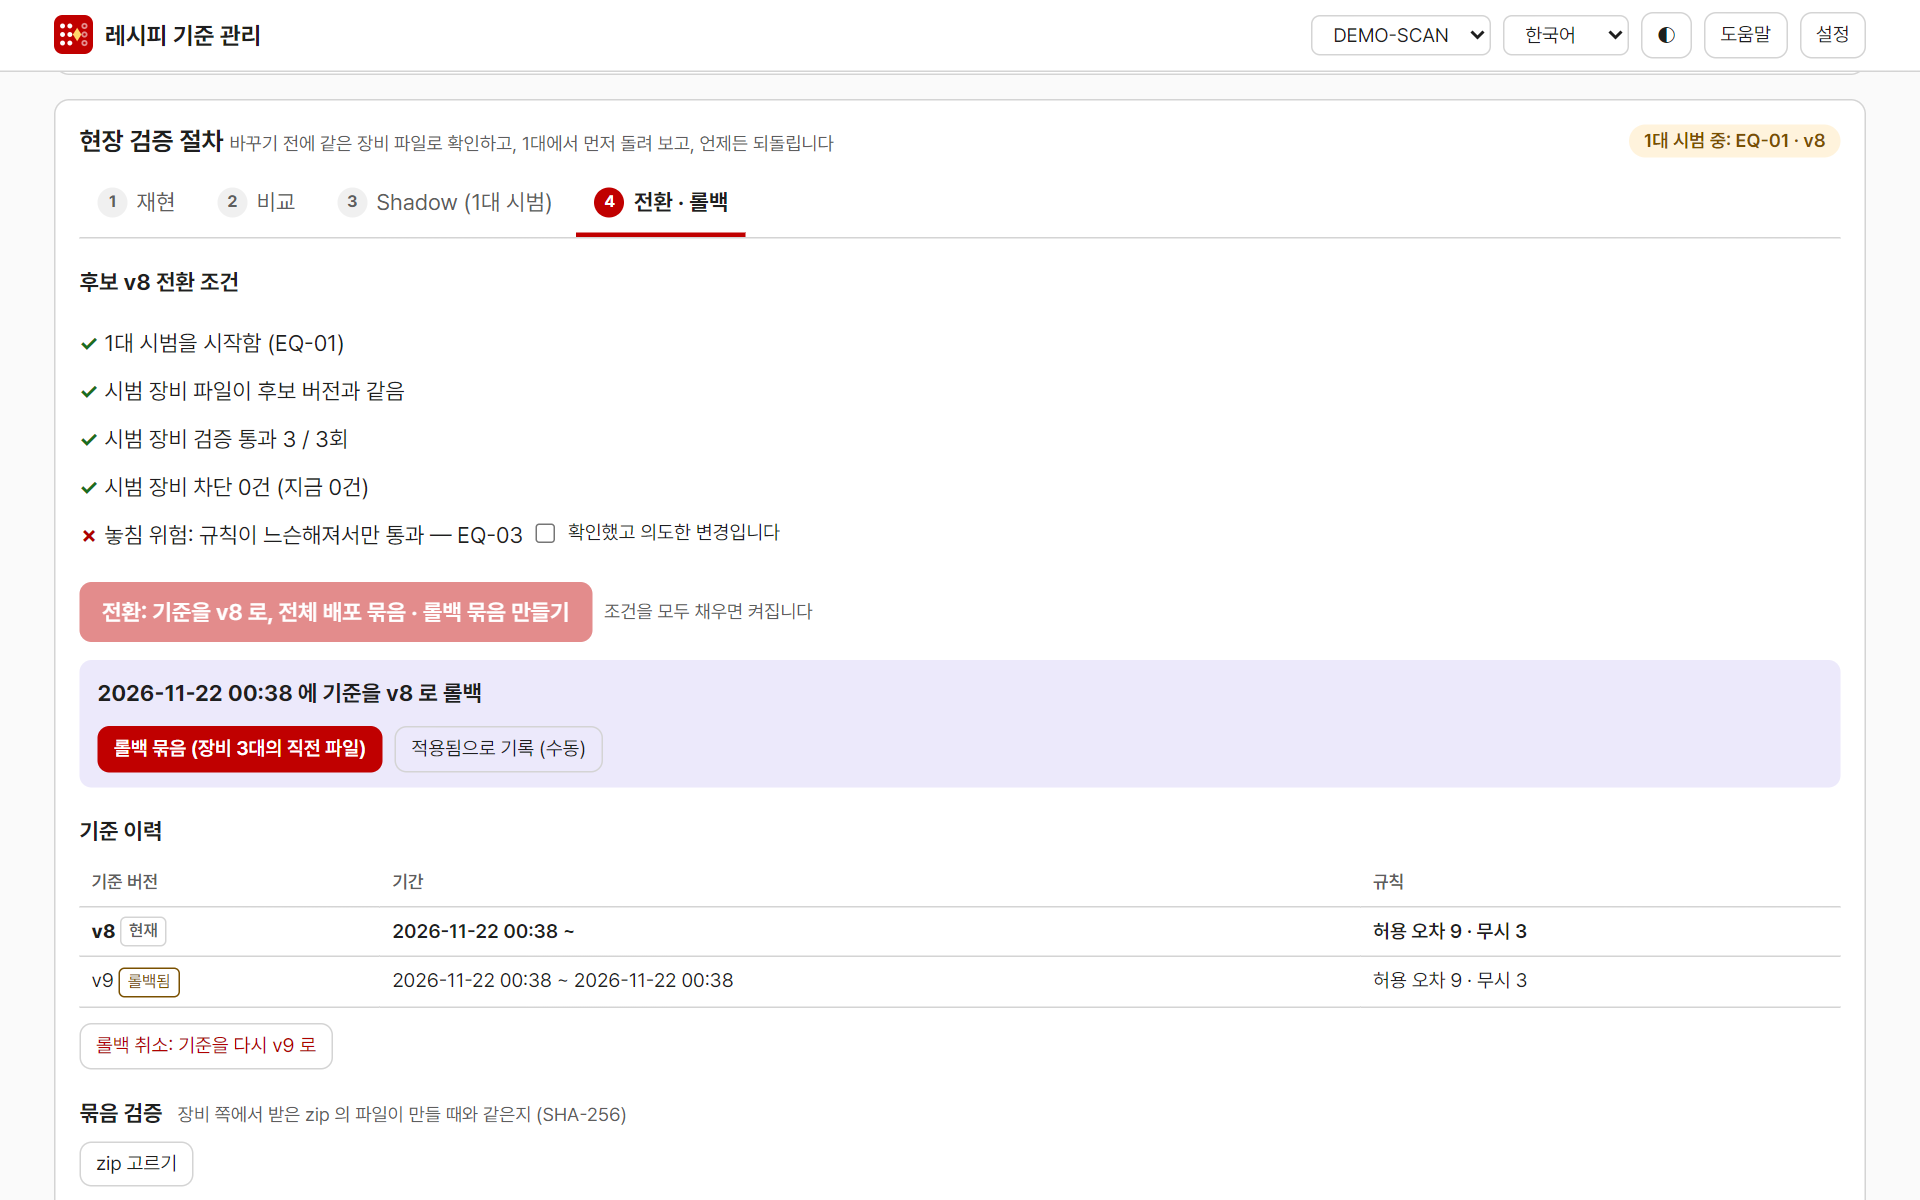 레시피 기준 관리
DEMO-SCAN
한국어
도움말
설정
현장 검증 절차 바꾸기 전에 같은 장비 파일로 확인하고, 1대에서 먼저 돌려 보고, 언제든 되돌립니다
1대 시범 중: EQ-01 · v8
1 재현
2 비교
3 Shadow (1대 시범)
4 전환 · 롤백
후보 v8 전환 조건
✓ 1대 시범을 시작함 (EQ-01)
✓ 시범 장비 파일이 후보 버전과 같음
✓ 시범 장비 검증 통과 3 / 3회
✓ 시범 장비 차단 0건 (지금 0건)
× 놓침 위험: 규칙이 느슨해져서만 통과 — EQ-03 확인했고 의도한 변경입니다
전환: 기준을 v8 로, 전체 배포 묶음 · 롤백 묶음 만들기 조건을 모두 채우면 켜집니다
2026-11-22 00:38 에 기준을 v8 로 롤백
롤백 묶음 (장비 3대의 직전 파일) 적용됨으로 기록 (수동)
기준 이력
기준 버전 기간 규칙
v8 현재 2026-11-22 00:38 ~ 허용 오차 9 · 무시 3
v9 롤백됨 2026-11-22 00:38 ~ 2026-11-22 00:38 허용 오차 9 · 무시 3
롤백 취소: 기준을 다시 v9 로
묶음 검증 장비 쪽에서 받은 zip 의 파일이 만들 때와 같은지 (SHA-256)
zip 고르기